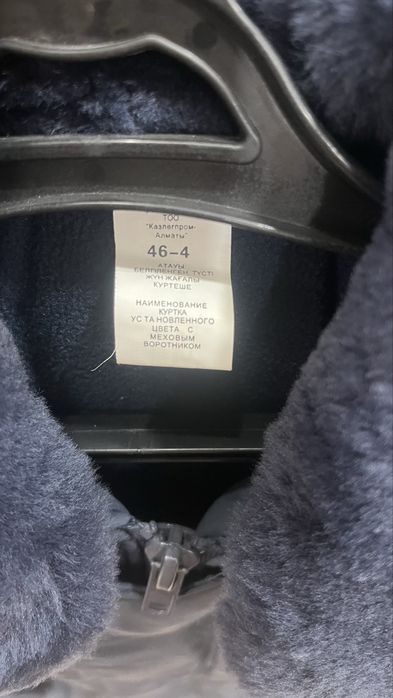 ТОО
"Казлегпром-
Алматы"
46–4
АТАУЫ
БЕЛГІЛЕНГЕН ТҮСТІ
ЖҮН ЖАҒАЛЫ
КУРТЕШЕ
НАИМЕНОВАНИЕ
КУРТКА
УСТАНОВЛЕННОГО
ЦВЕТА С
МЕХОВЫМ
ВОРОТНИКОМ